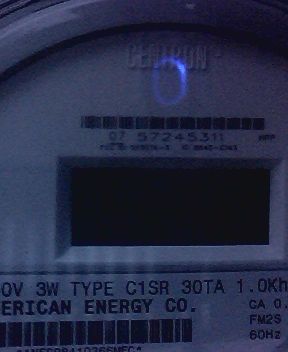 CENTRON
07 57245311
0V 3W TYPE C1SR 30TA 1.0Kh
ERICAN ENERGY CO.
CA 0.
FM2S
60Hz